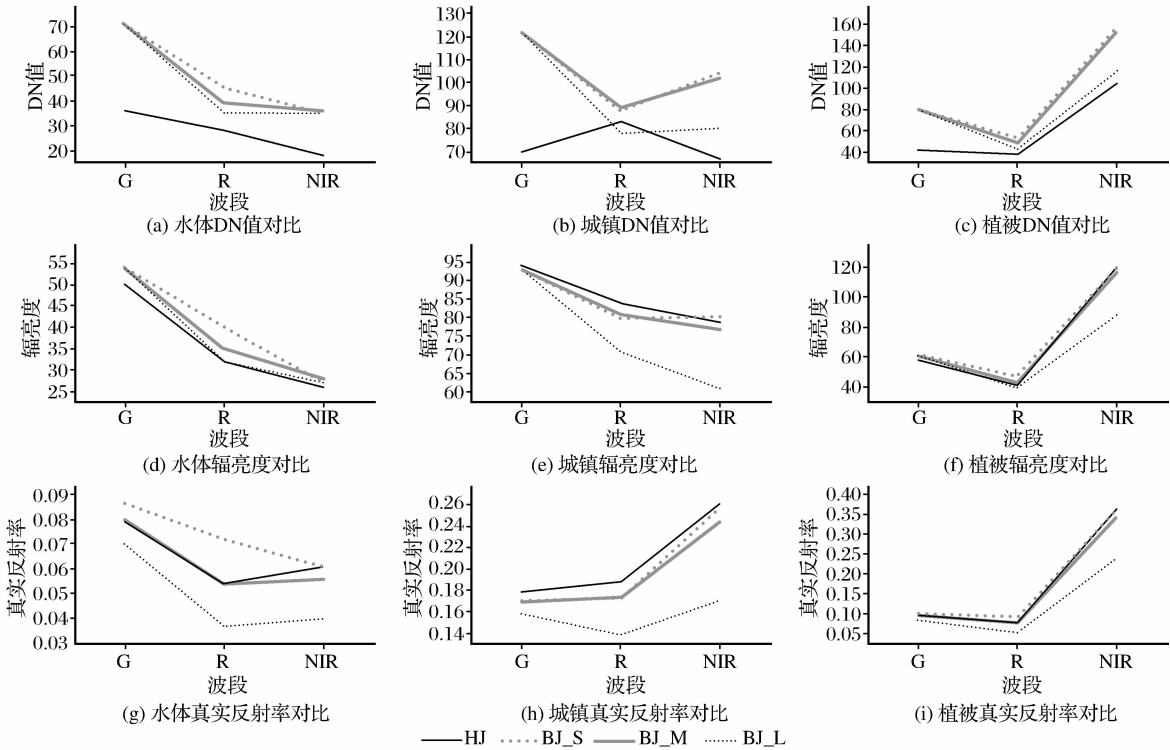 70
60
50
40
30
20
DN值
G
R
NIR
波段
(a) 水体DN值对比
130
120
110
100
90
80
70
DN值
G
R
NIR
波段
(b) 城镇DN值对比
160
140
120
100
80
60
40
DN值
G
R
NIR
波段
(c) 植被DN值对比
55
50
45
40
35
30
25
辐亮度
G
R
NIR
波段
(d) 水体辐亮度对比
95
90
85
80
75
70
65
60
辐亮度
G
R
NIR
波段
(e) 城镇辐亮度对比
120
100
80
60
40
辐亮度
G
R
NIR
波段
(f) 植被辐亮度对比
0.09
0.08
0.07
0.06
0.05
0.04
0.03
真实反射率
G
R
NIR
波段
(g) 水体真实反射率对比
0.26
0.24
0.22
0.20
0.18
0.16
0.14
真实反射率
G
R
NIR
波段
(h) 城镇真实反射率对比
0.40
0.35
0.30
0.25
0.20
0.15
0.10
0.05
真实反射率
G
R
NIR
波段
(i) 植被真实反射率对比
HJ BJ_S BJ_M BJ_L